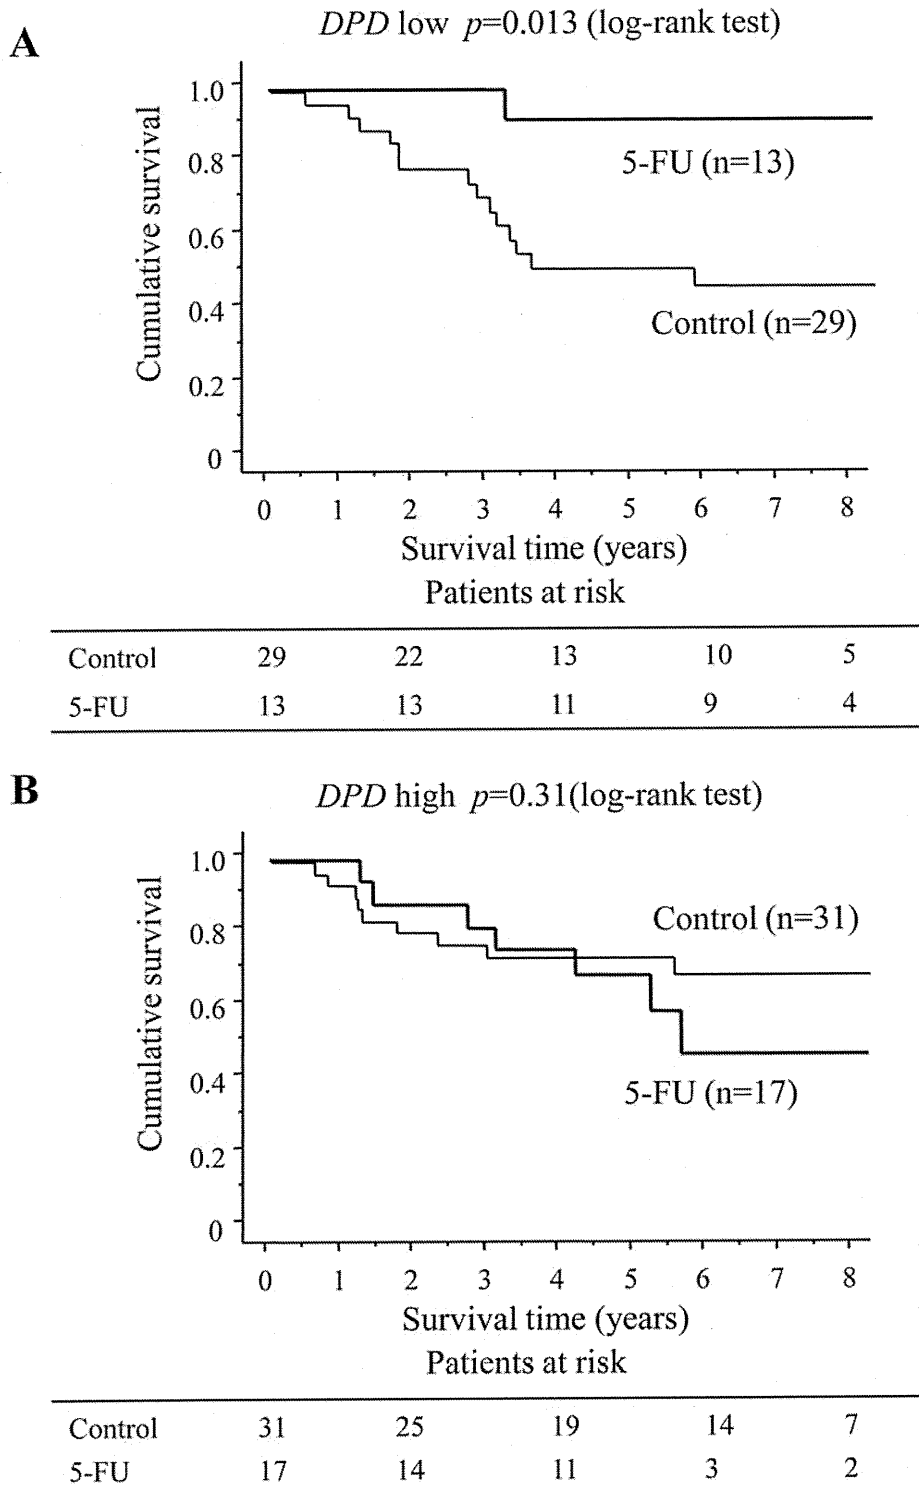 A
DPD low p=0.013 (log-rank test)
1.0
0.8
0.6
0.4
0.2
0
Cumulative survival
5-FU (n=13)
Control (n=29)
0 1 2 3 4 5 6 7 8
Survival time (years)
Patients at risk
Control 29 22 13 10 5
5-FU 13 13 11 9 4
B
DPD high p=0.31(log-rank test)
1.0
0.8
0.6
0.4
0.2
0
Cumulative survival
Control (n=31)
5-FU (n=17)
0 1 2 3 4 5 6 7 8
Survival time (years)
Patients at risk
Control 31 25 19 14 7
5-FU 17 14 11 3 2